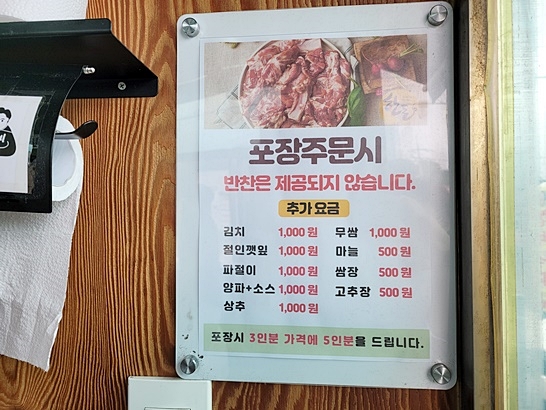 포장주문시
반찬은 제공되지 않습니다.
추가 요금
김치 1,000 원 무쌈 1,000 원
절인깻잎 1,000 원 마늘 500 원
파절이 1,000 원 쌈장 500 원
양파+소스 1,000 원 고추장 500 원
상추 1,000 원
포장시 3인분 가격에 5인분을 드립니다.